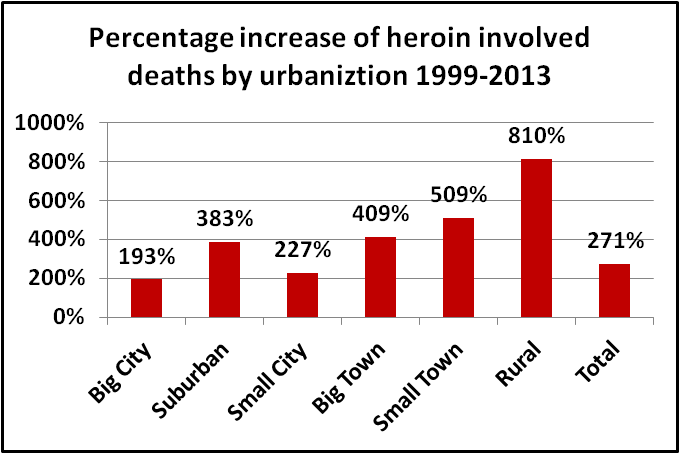 Percentage increase of heroin involved
deaths by urbaniztion 1999-2013
1000%
800%
600%
400%
200%
0%
193%
383%
227%
409%
509%
810%
271%
Big City
Suburban
Small City
Big Town
Small Town
Rural
Total